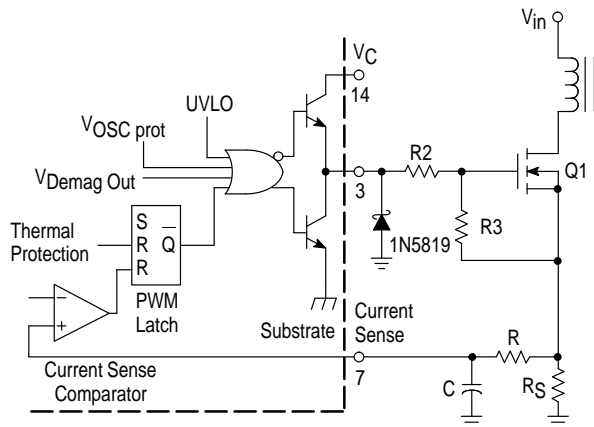 Vin
VC
14
UVLO
VOSC prot
VDemag Out
R2
Q1
3
Thermal
Protection
S
R
R
Q
1N5819
R3
PWM
Latch
Substrate
Current
Sense
−
+
Current Sense
Comparator
7
R
C
RS